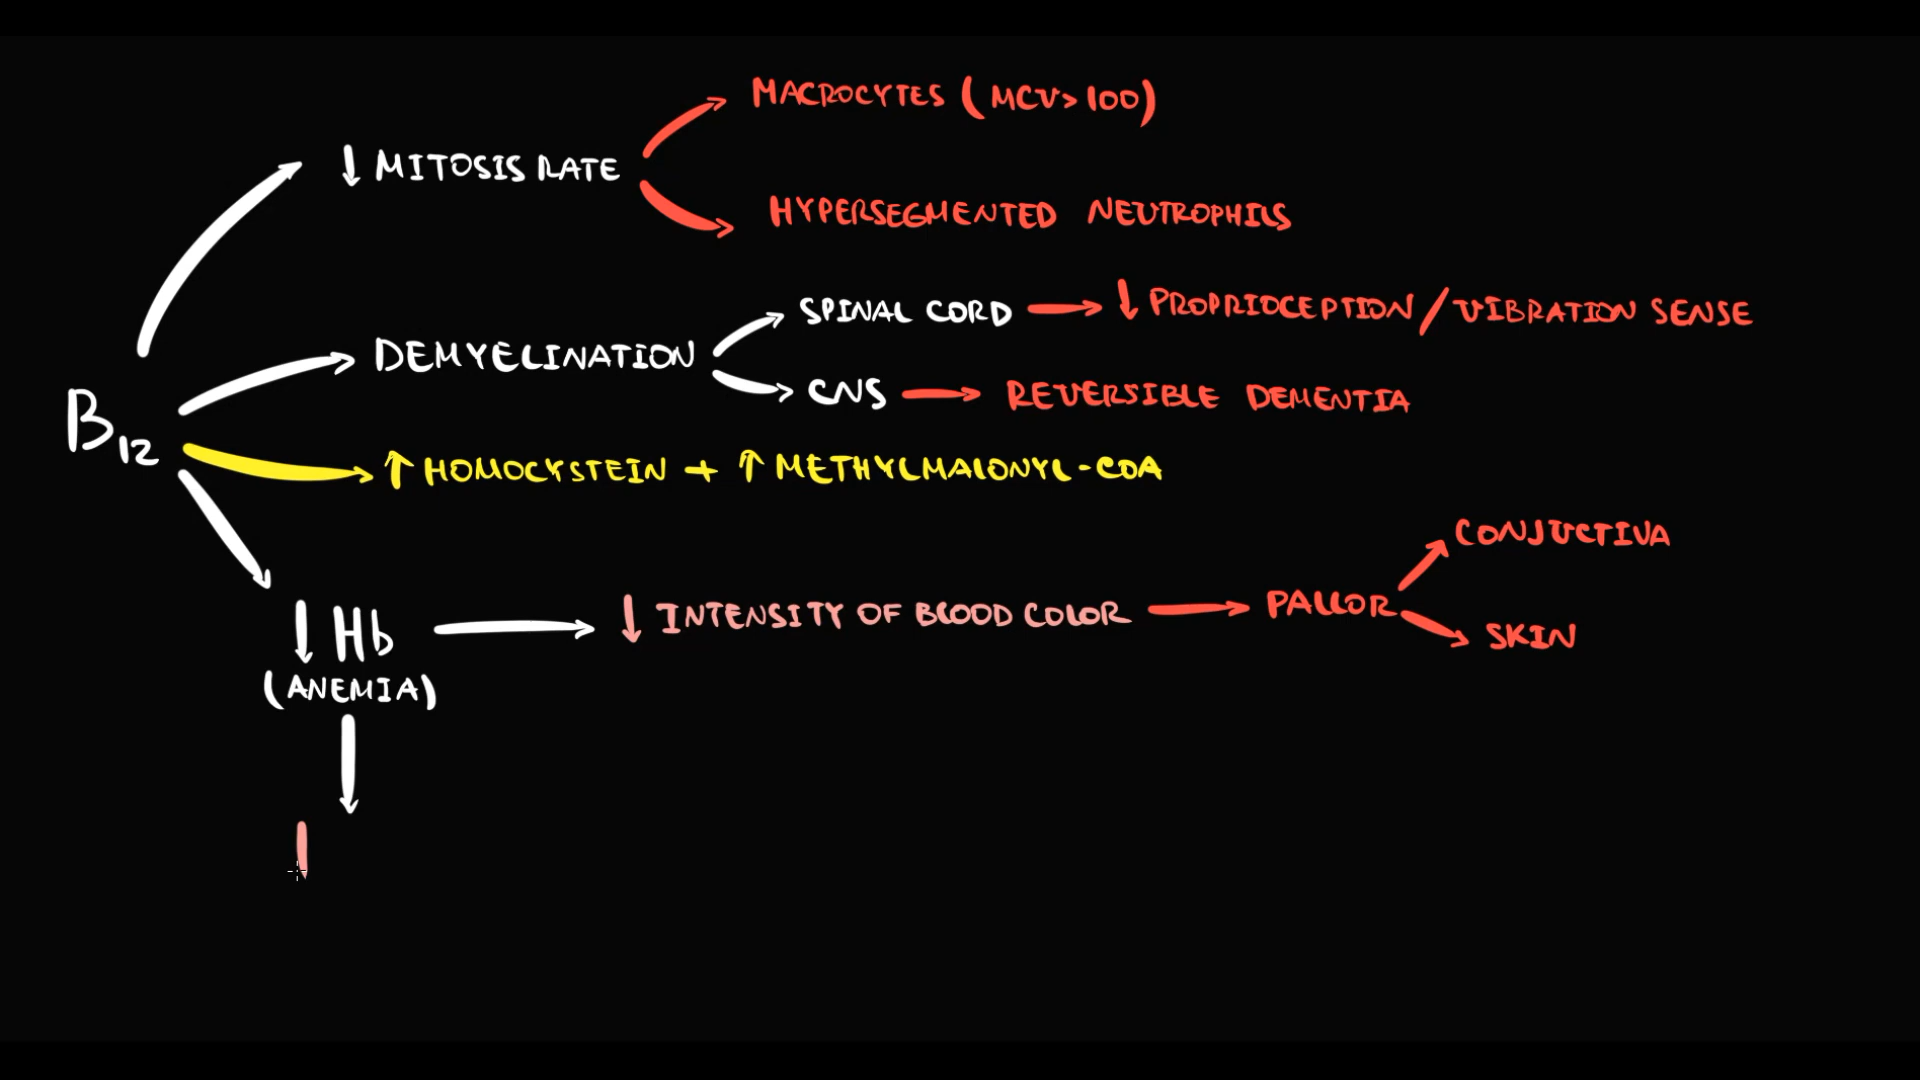 MACROCYTES (MCV>100)
↓ MITOSIS RATE
HYPERSEGMENTED NEUTROPHILS
SPINAL CORD → ↓ PROPRIOCEPTION/VIBRATION SENSE
DEMYELINATION
CNS → REVERSIBLE DEMENTIA
B12
↑ HOMOCYSTEIN + ↑ METHYLMALONYL-COA
CONJUCTIVA
↓ Hb → ↓ INTENSITY OF BLOOD COLOR → PALLOR
SKIN
(ANEMIA)